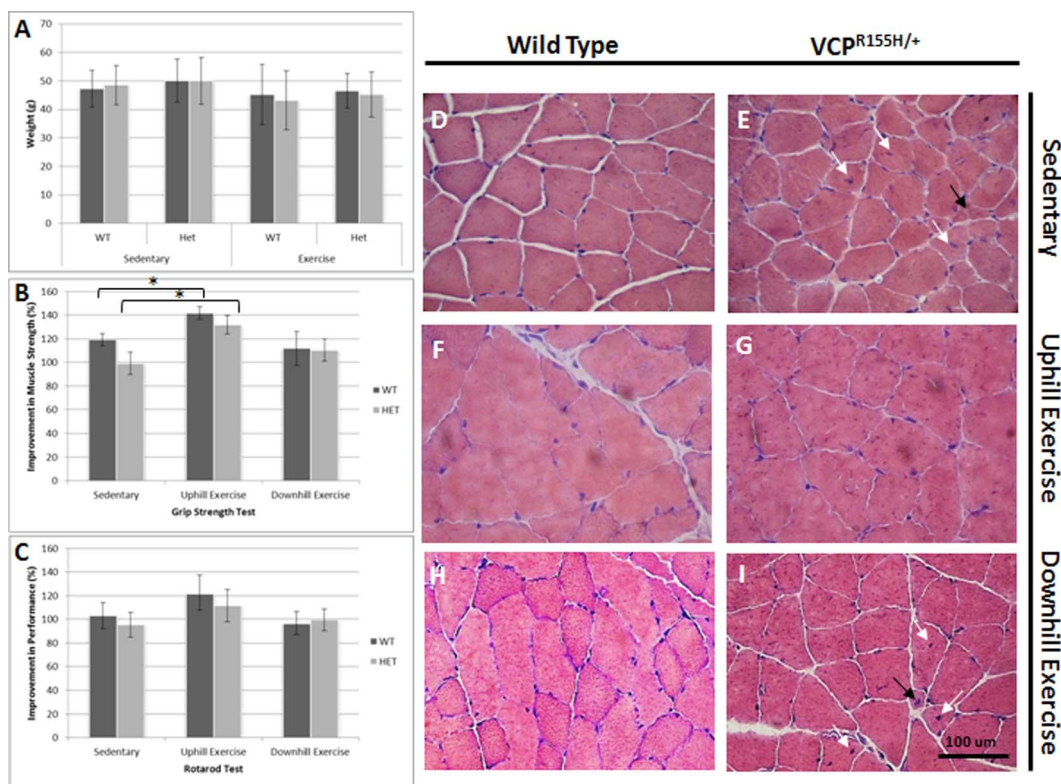 A
70
60
50
40
30
20
10
0
Weight (g)
WT Het WT Het
Sedentary Exercise
B
* *
160
140
120
100
80
60
40
20
0
Improvement in Muscle Strength (%)
WT
HET
Sedentary Uphill Exercise Downhill Exercise
Grip Strength Test
C
160
140
120
100
80
60
40
20
0
Improvement in Performance (%)
WT
HET
Sedentary Uphill Exercise Downhill Exercise
Rotarod Test
Wild Type VCP^R155H/+
D E
Sedentary
F G
Uphill Exercise
H I
100 um
Downhill Exercise